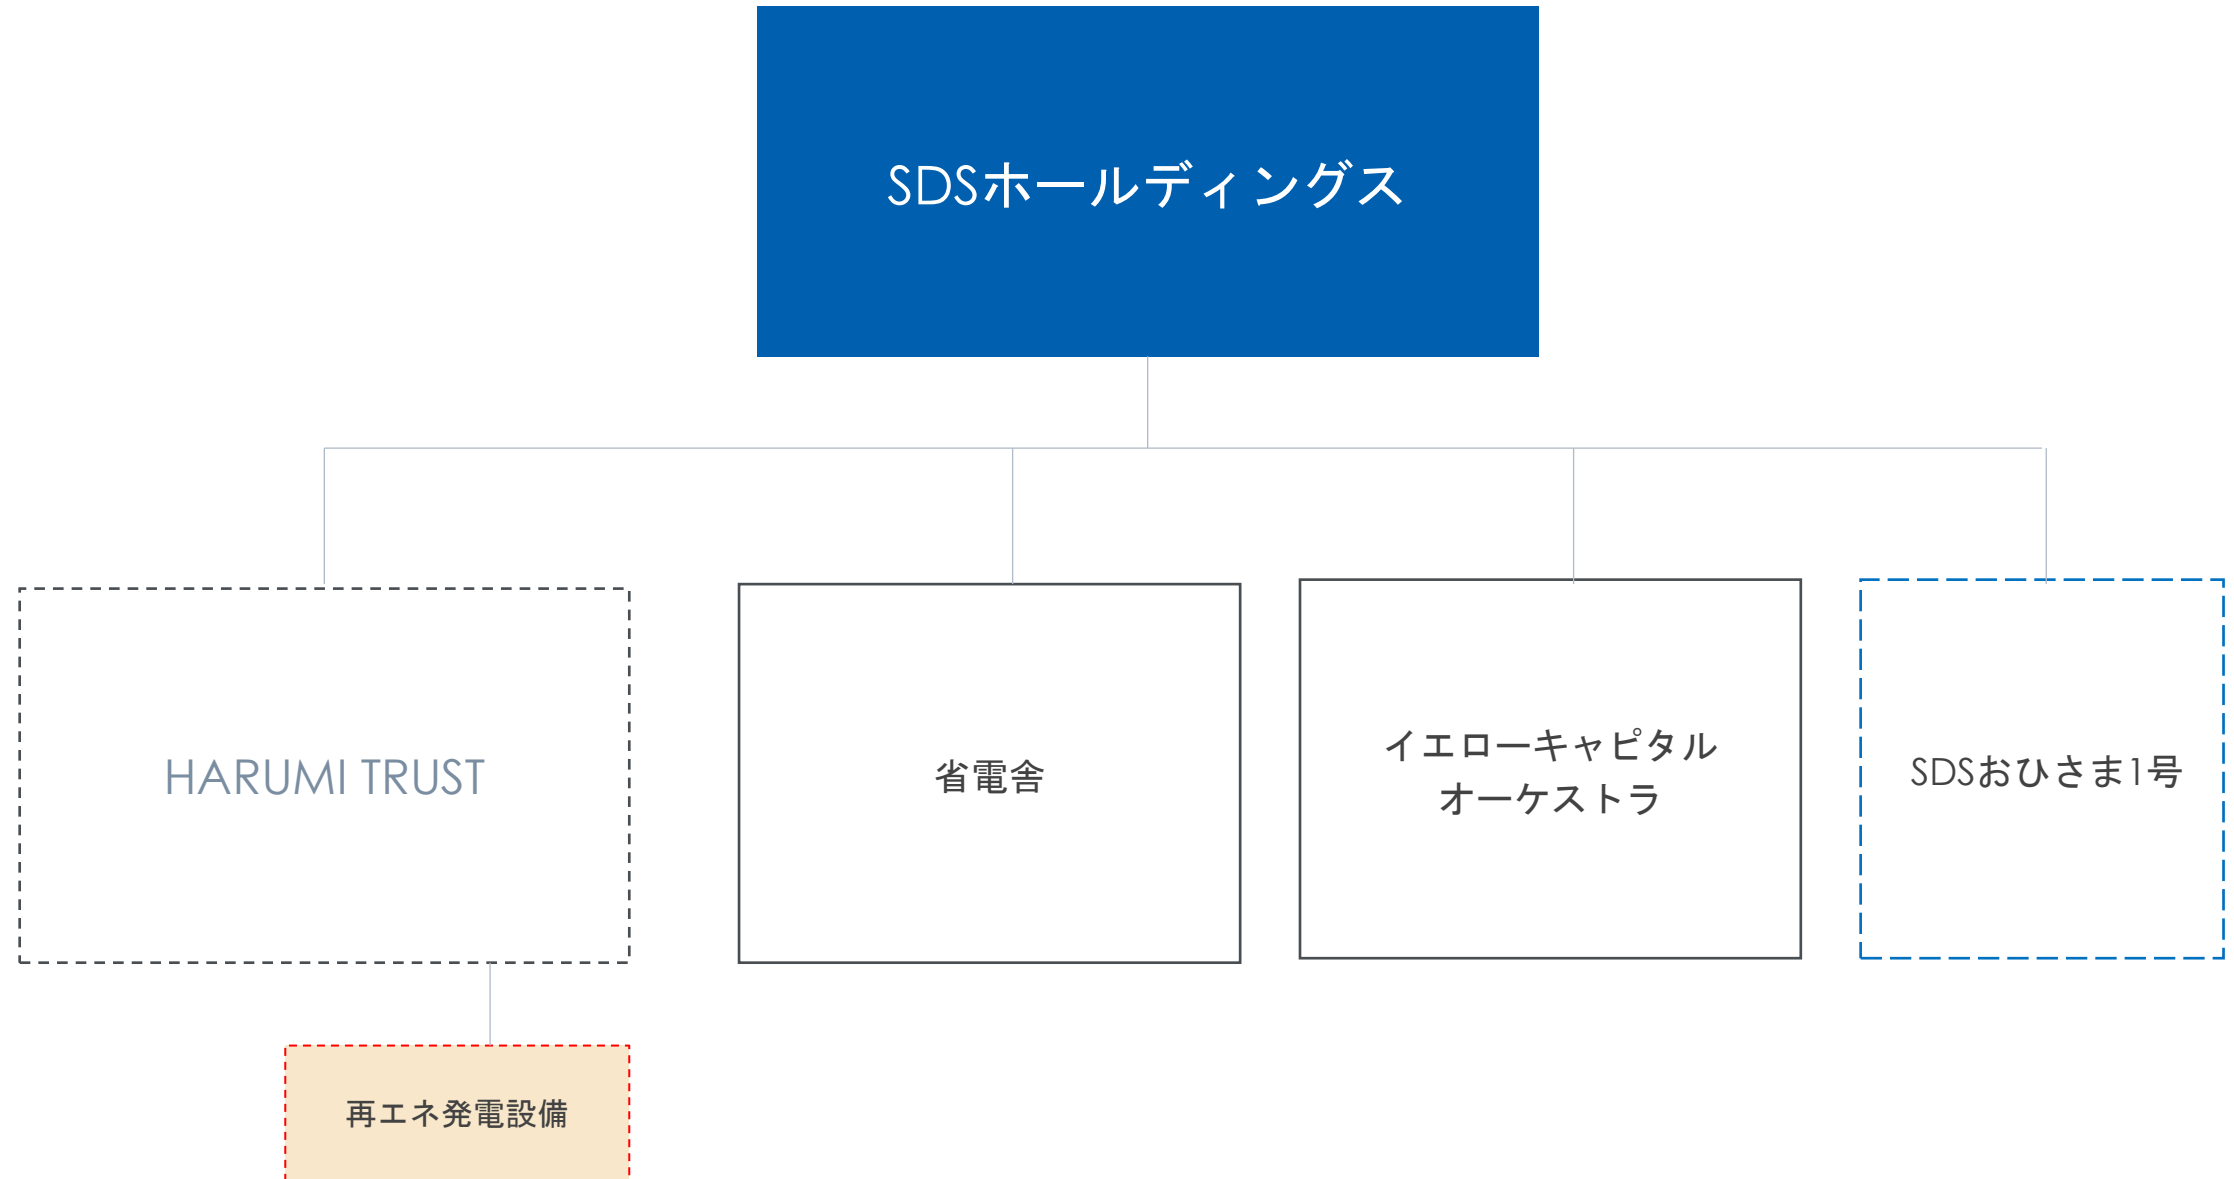 SDSホールディングス
HARUMI TRUST
省電舎
イエローキャピタル
オーケストラ
SDSおひさま1号
再エネ発電設備